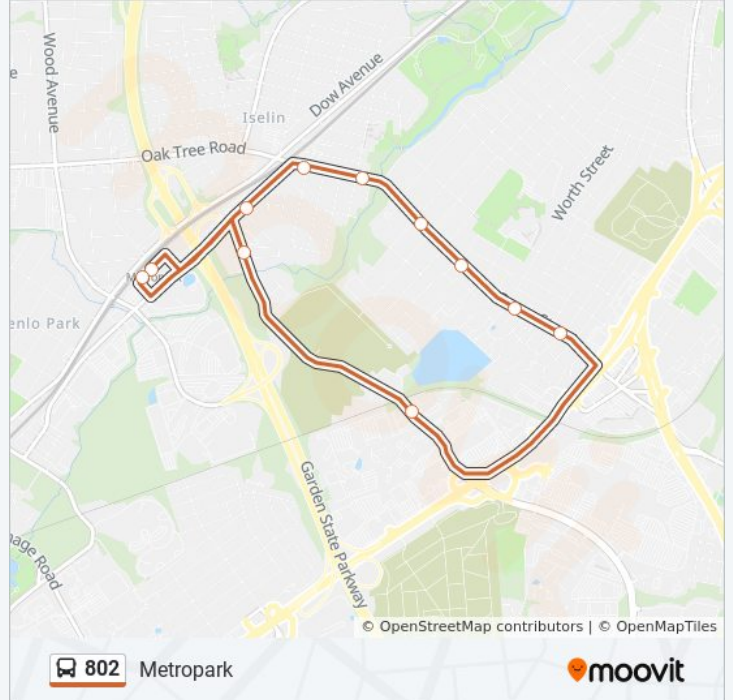 Wood Avenue
e
Dow Avenue
Iselin
Oak Tree Road
Worth Street
enlo Park
Garden State Parkway
nage Road
© OpenStreetMap contributors | © OpenMapTiles
802 Metropark
moovit